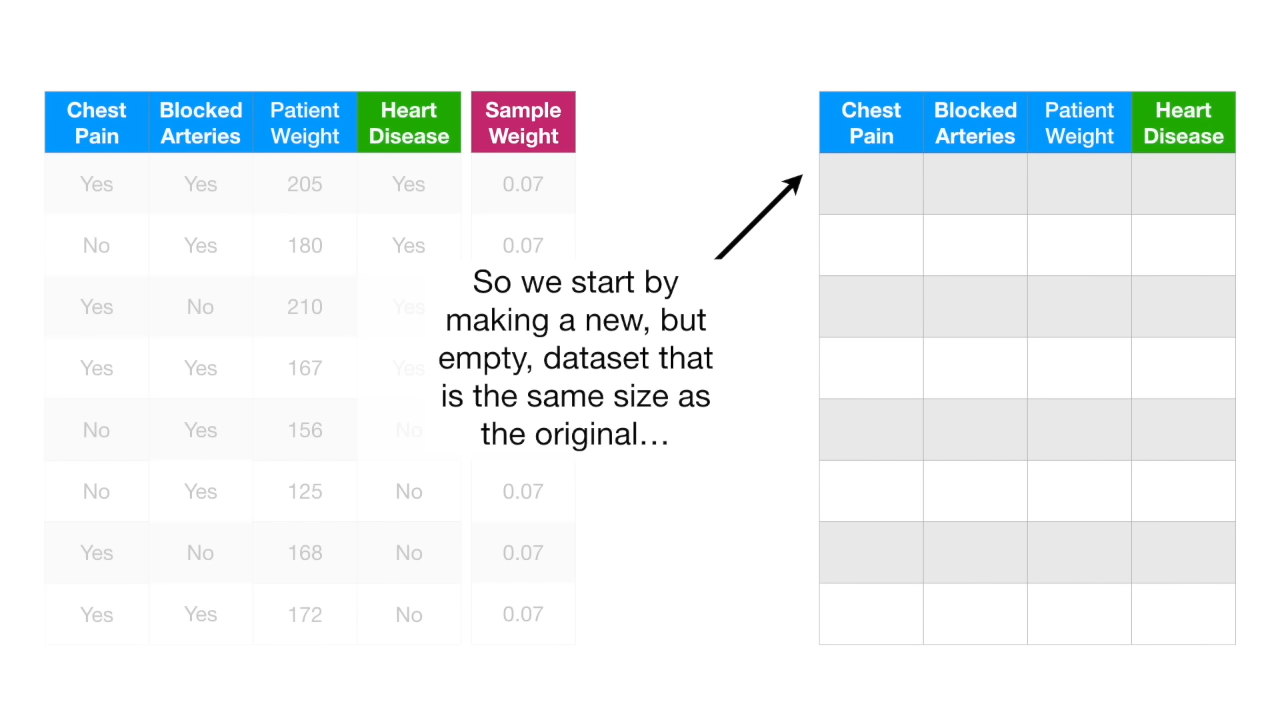 Chest Pain Blocked Arteries Patient Weight Heart Disease Sample Weight
Yes Yes 205 Yes 0.07
No Yes 180 Yes 0.07
Yes No 210 Yes
Yes Yes 167 Yes
No Yes 156 No
No Yes 125 No 0.07
Yes No 168 No 0.07
Yes Yes 172 No 0.07
So we start by
making a new, but
empty, dataset that
is the same size as
the original…
Chest Pain Blocked Arteries Patient Weight Heart Disease